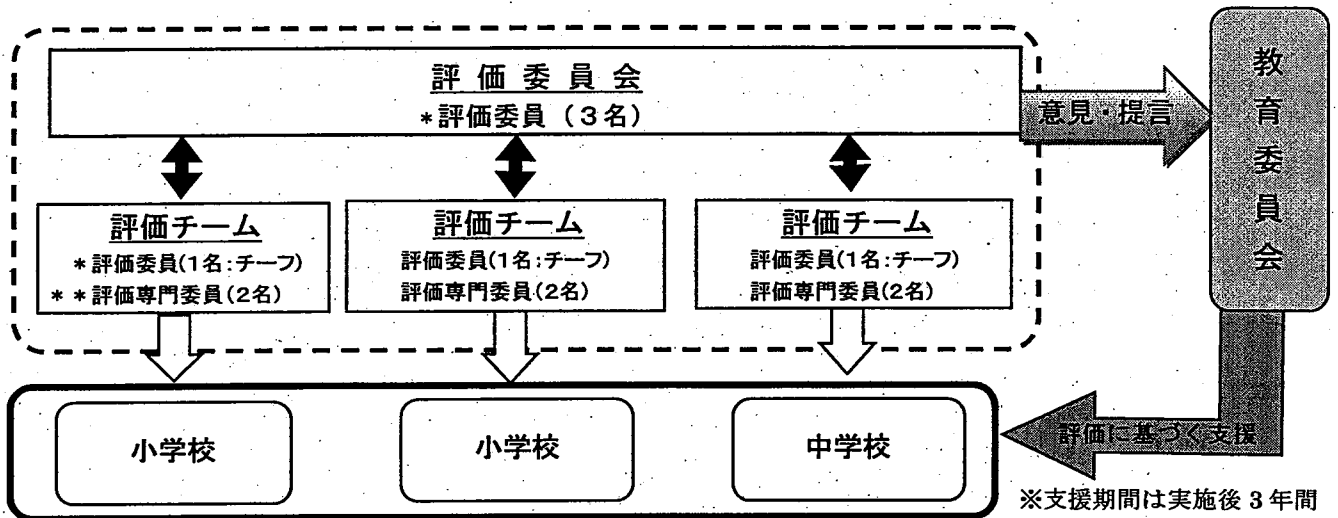 評価委員会
*評価委員（3名）
意見・提言
教育委員会
評価チーム
*評価委員(1名:チーフ)
**評価専門委員(2名)
評価チーム
評価委員(1名:チーフ)
評価専門委員(2名)
評価チーム
評価委員(1名:チーフ)
評価専門委員(2名)
小学校
小学校
中学校
評価に基づく支援
※支援期間は実施後3年間